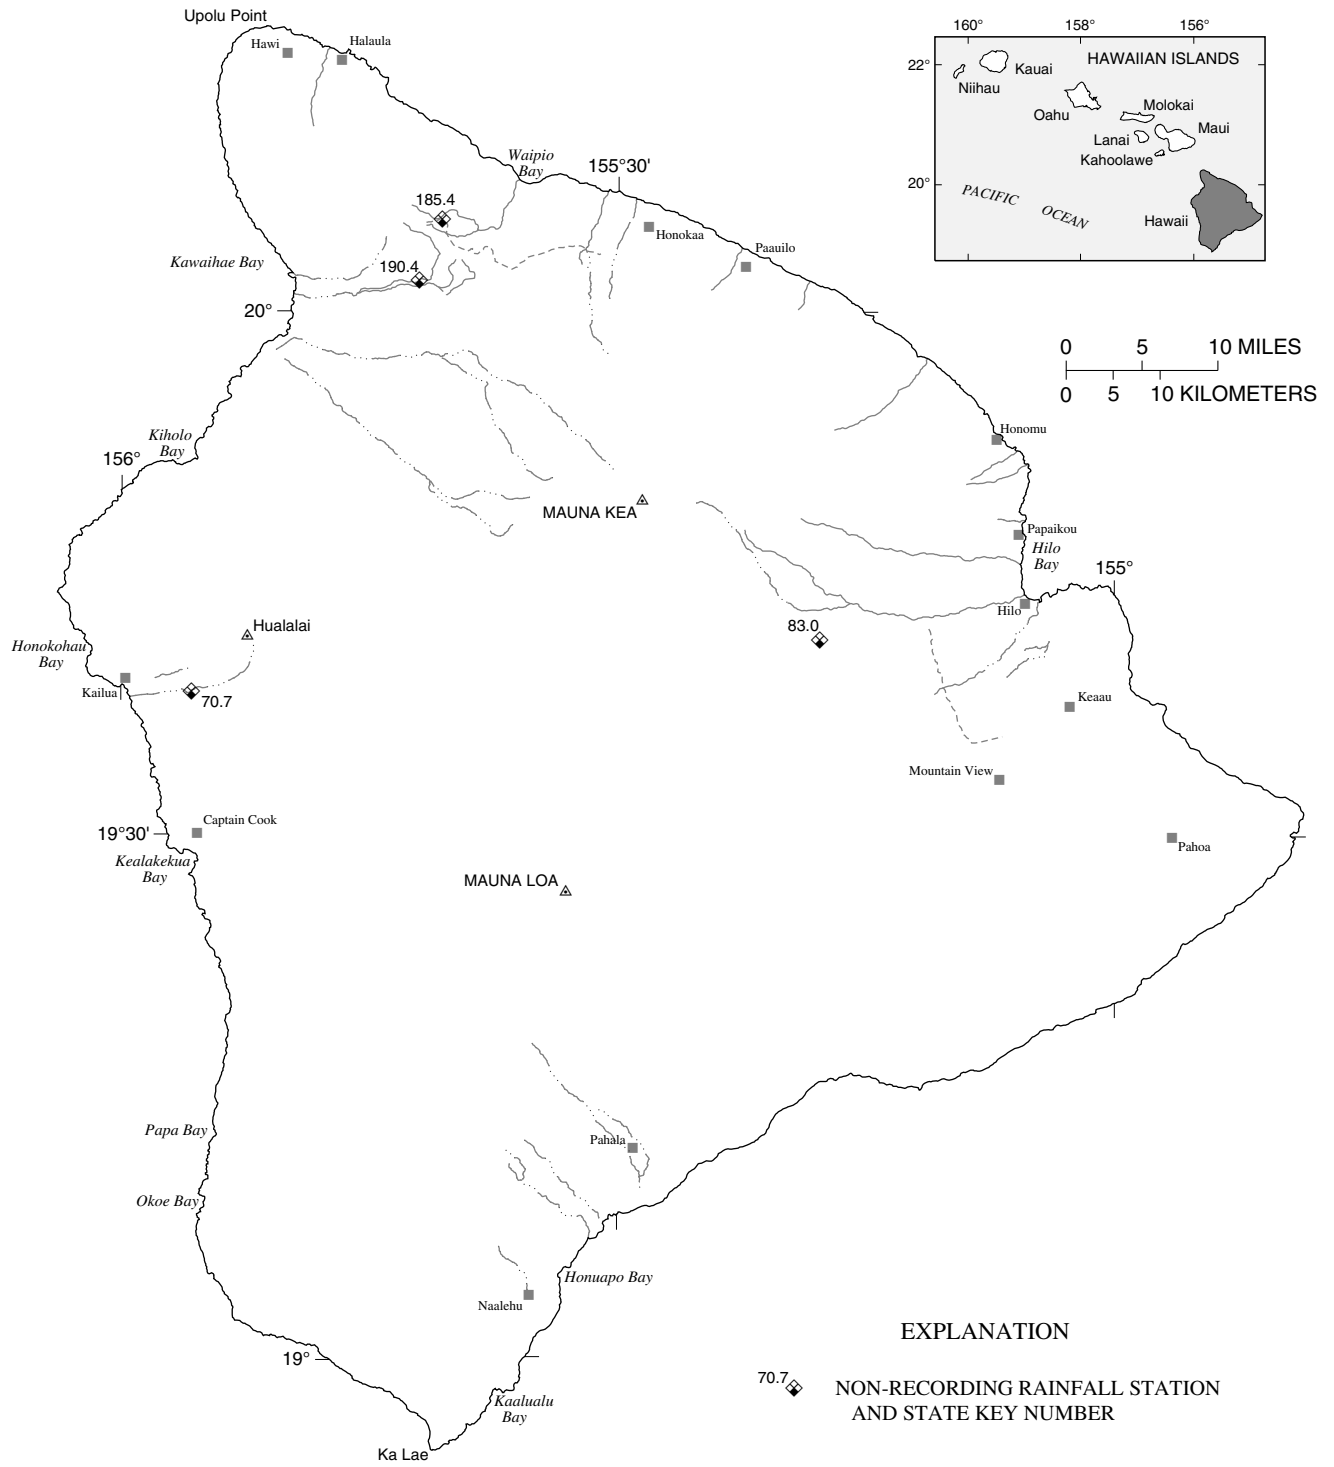 Upolu Point
Hawi
Halaula
Waipio
Bay
155°30'
185.4
Honokaa
Paauilo
Kawaihae Bay
190.4
20°
160°
158°
156°
22°
HAWAIIAN ISLANDS
Kauai
Niihau
Oahu
Molokai
Lanai
Maui
Kahoolawe
20°
PACIFIC OCEAN
Hawaii
0 5 10 MILES
0 5 10 KILOMETERS
Kiholo
Bay
156°
Honomu
MAUNA KEA
Papaikou
Hilo
Bay
155°
Hilo
Hualalai
83.0
Honokohau
Bay
Kailua
70.7
Keaau
Mountain View
Captain Cook
19°30'
Kealakekua
Bay
Pahoa
MAUNA LOA
Papa Bay
Pahala
Okoe Bay
Honuapo Bay
Naalehu
19°
Kaalualu
Bay
Ka Lae
EXPLANATION
70.7
NON-RECORDING RAINFALL STATION
AND STATE KEY NUMBER